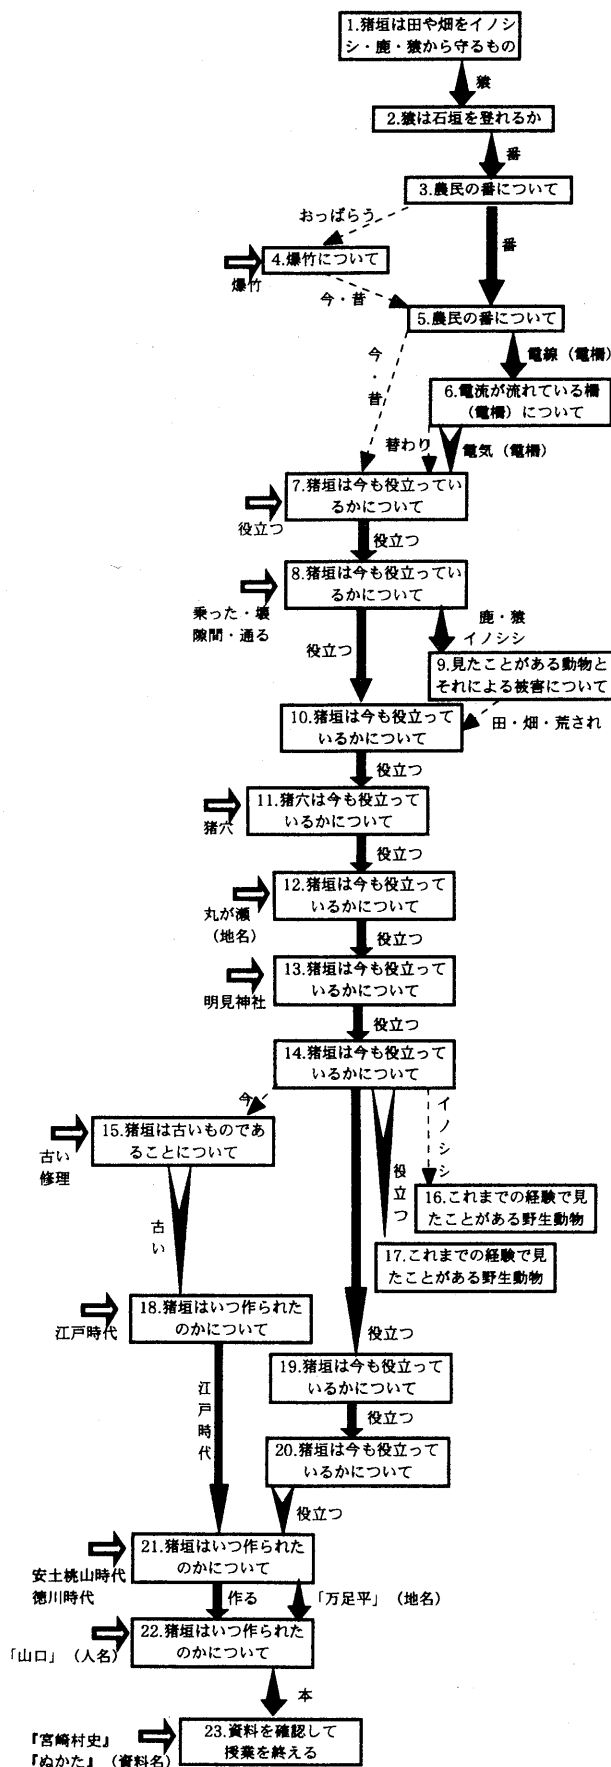 1.猪垣は田や畑をイノシ
シ・鹿・猿から守るもの
猿
2.猿は石垣を登れるか
番
3.農民の番について
おっぱらう
4.爆竹について
爆竹
番
今・昔
5.農民の番について
今・昔
電線（電柵）
6.電流が流れている柵
（電柵）について
替わり
電気（電柵）
7.猪垣は今も役立ってい
るかについて
役立つ
役立つ
8.猪垣は今も役立ってい
るかについて
乗った・壊
隙間・通る
役立つ
鹿・猿
イノシシ
9.見たことがある動物と
それによる被害について
田・畑・荒され
10.猪垣は今も役立って
いるかについて
役立つ
11.猪穴は今も役立って
いるかについて
猪穴
役立つ
12.猪垣は今も役立って
いるかについて
丸が瀬
（地名）
役立つ
13.猪垣は今も役立って
いるかについて
明見神社
役立つ
14.猪垣は今も役立って
いるかについて
今
イノシシ
15.猪垣は古いものであ
ることについて
古い
修理
役立つ
16.これまでの経験で見
たことがある野生動物
古い
17.これまでの経験で見
たことがある野生動物
18.猪垣はいつ作られた
のかについて
江戸時代
役立つ
19.猪垣は今も役立って
いるかについて
江戸時代
役立つ
20.猪垣は今も役立って
いるかについて
役立つ
21.猪垣はいつ作られた
のかについて
安土桃山時代
徳川時代
作る
「万足平」（地名）
22.猪垣はいつ作られた
のかについて
「山口」（人名）
本
23.資料を確認して
授業を終える
『宮崎村史』
『ぬかた』（資料名）